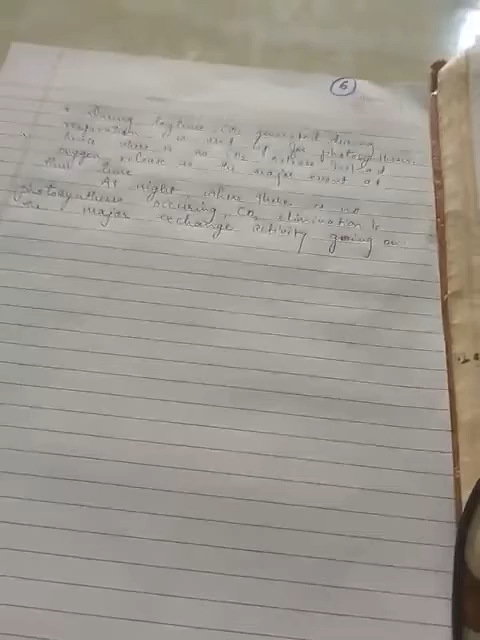 6
* During daytime, CO2 generated during
respiration is used up for photosynthesis
hence there is no CO2 release instead
oxygen release is the major event at
that time
At night, when there is no
photosynthesis occuring, CO2 elimination is
the major exchange activity going on